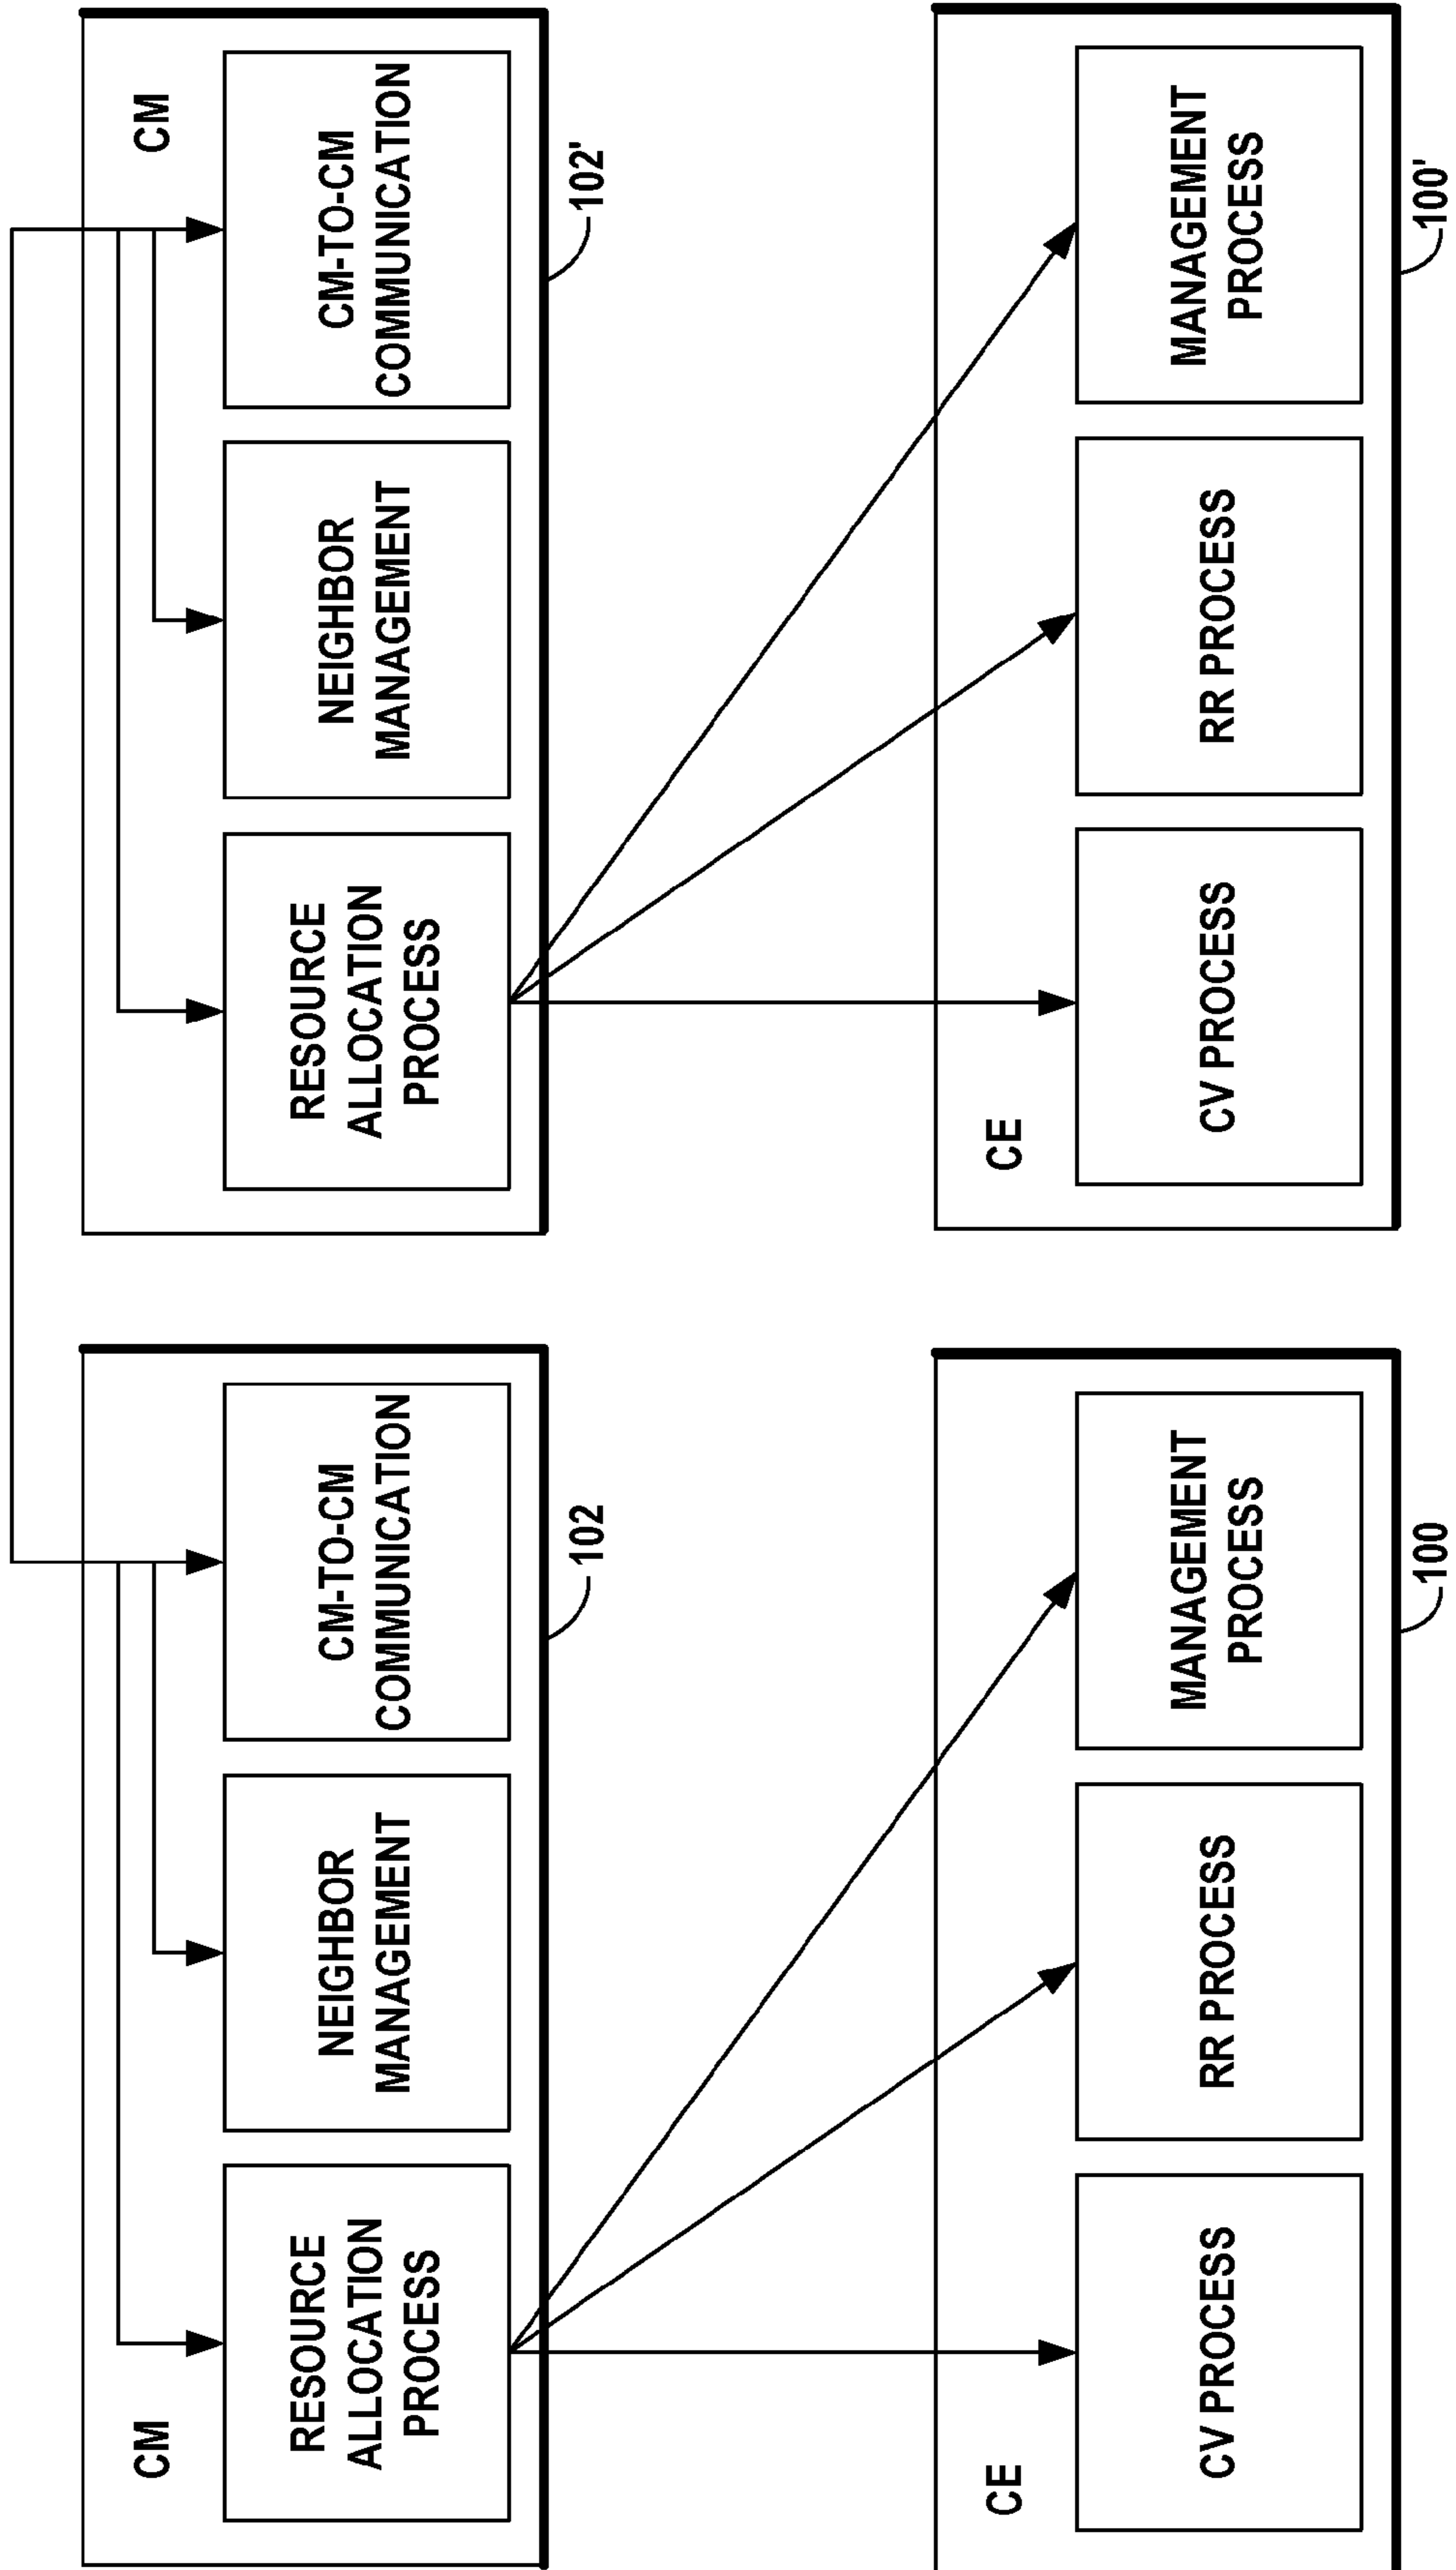 CM
RESOURCE
ALLOCATION
PROCESS
NEIGHBOR
MANAGEMENT
CM-TO-CM
COMMUNICATION
102
RESOURCE
ALLOCATION
PROCESS
NEIGHBOR
MANAGEMENT
CM
CM-TO-CM
COMMUNICATION
102'
CE
CV PROCESS
RR PROCESS
MANAGEMENT
PROCESS
100
CE
CV PROCESS
RR PROCESS
MANAGEMENT
PROCESS
100'